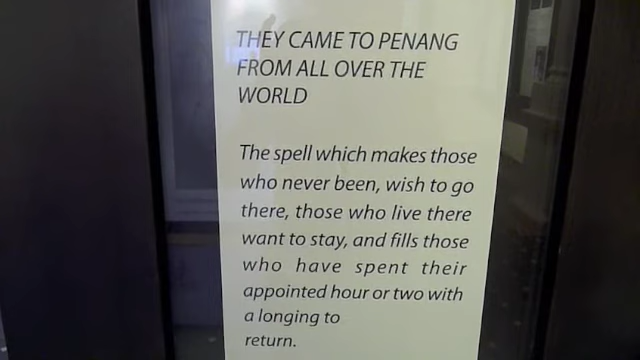 THEY CAME TO PENANG
FROM ALL OVER THE
WORLD
The spell which makes those
who never been, wish to go
there, those who live there
want to stay, and fills those
who have spent their
appointed hour or two with
a longing to
return.